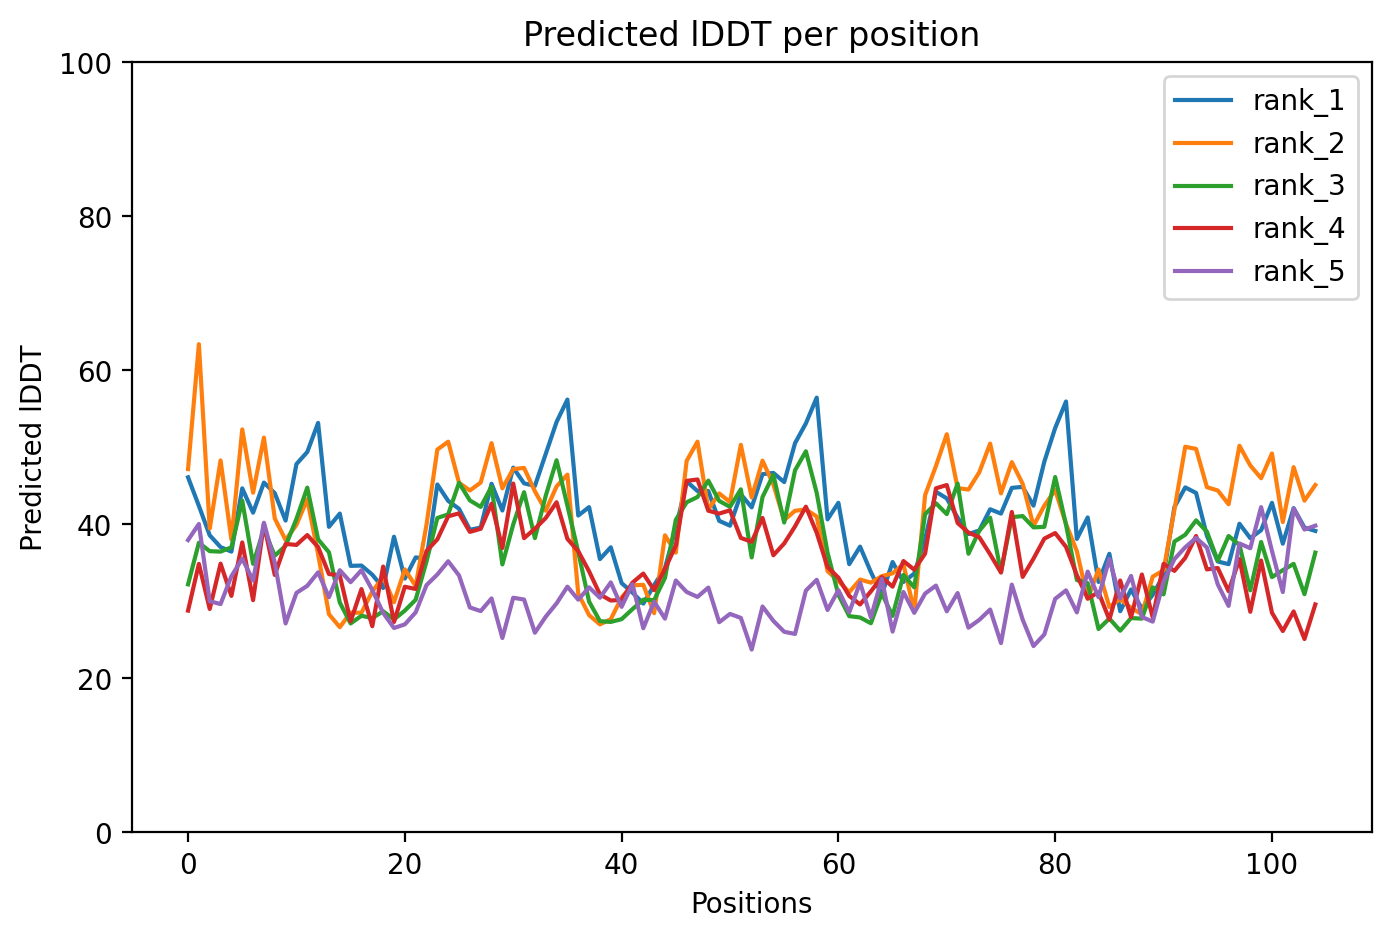 Predicted lDDT per position
100
80
60
40
20
0
Predicted lDDT
0 20 40 60 80 100
Positions
rank_1
rank_2
rank_3
rank_4
rank_5